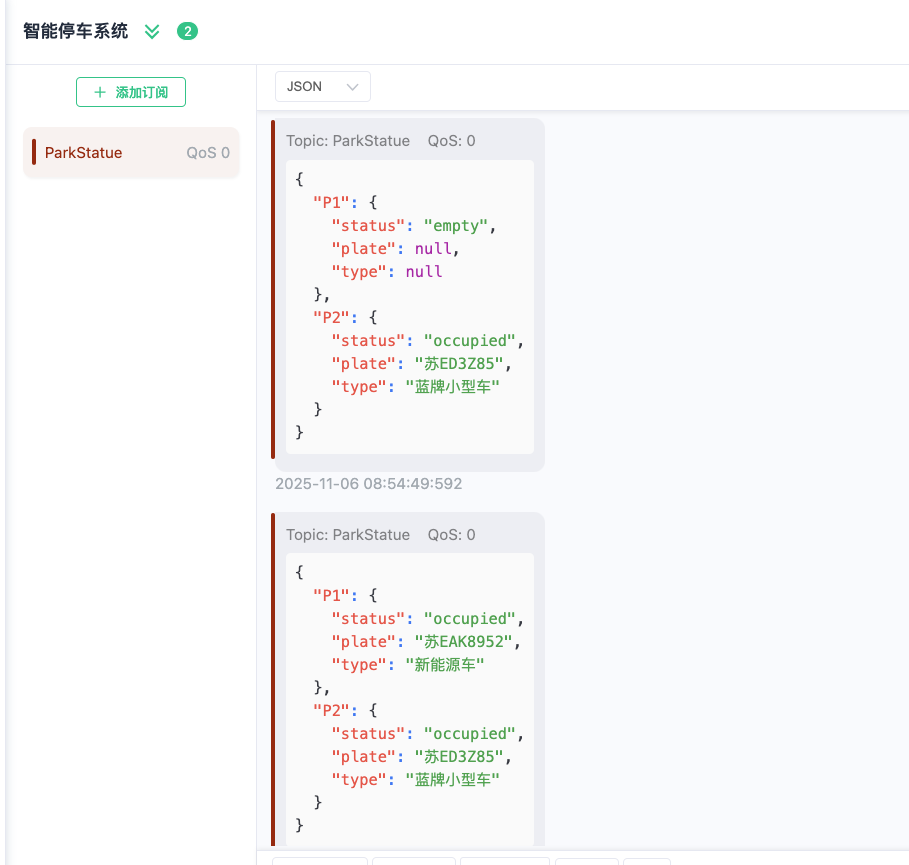 智能停车系统 2
添加订阅
JSON
ParkStatue QoS 0
Topic: ParkStatue QoS: 0
{
"P1": {
"status": "empty",
"plate": null,
"type": null
},
"P2": {
"status": "occupied",
"plate": "苏ED3Z85",
"type": "蓝牌小型车"
}
}
2025-11-06 08:54:49:592
Topic: ParkStatue QoS: 0
{
"P1": {
"status": "occupied",
"plate": "苏EAK8952",
"type": "新能源车"
},
"P2": {
"status": "occupied",
"plate": "苏ED3Z85",
"type": "蓝牌小型车"
}
}